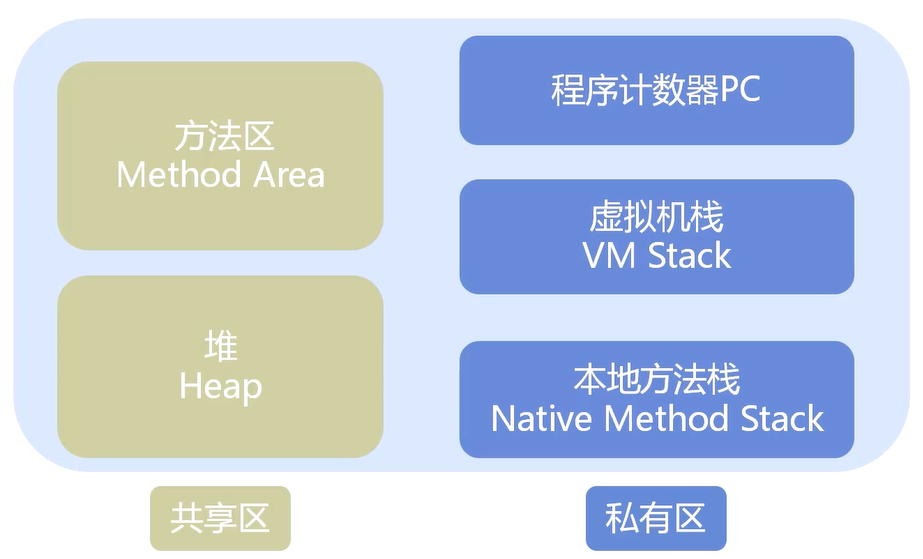 方法区
Method Area
堆
Heap
程序计数器PC
虚拟机栈
VM Stack
本地方法栈
Native Method Stack
共享区
私有区